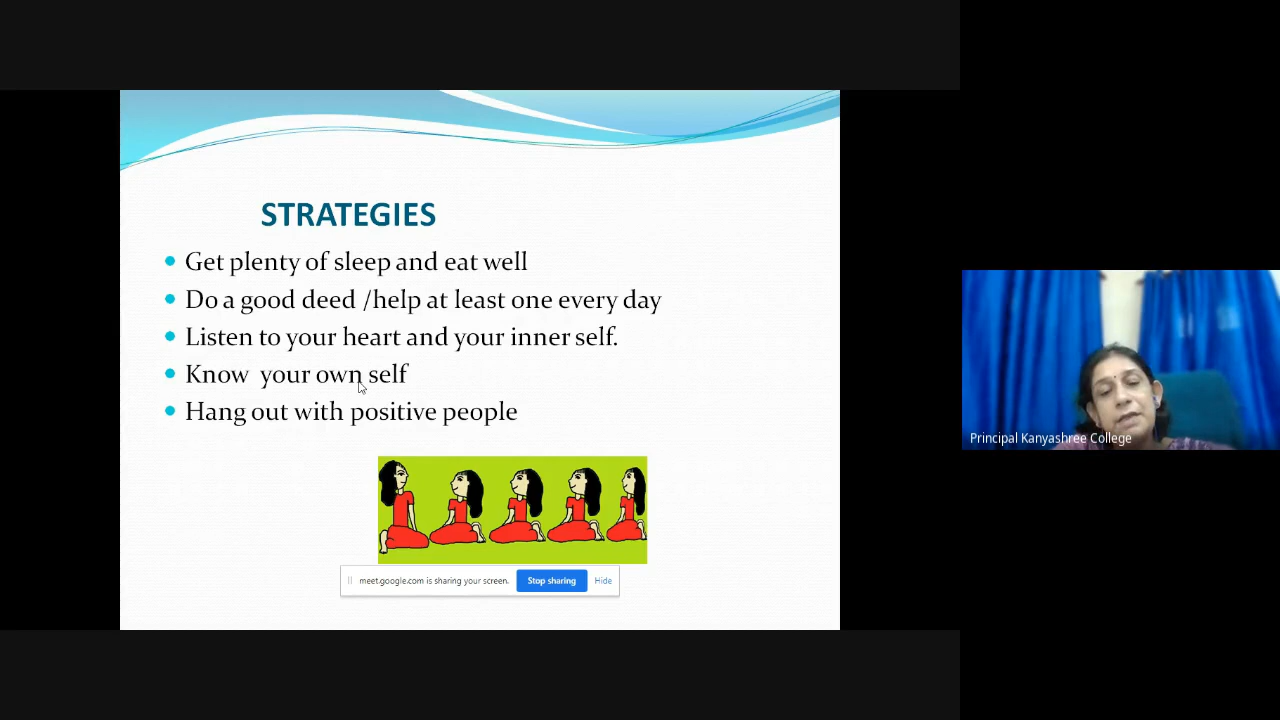 STRATEGIES
Get plenty of sleep and eat well
Do a good deed /help at least one every day
Listen to your heart and your inner self.
Know  your own self
Hang out with positive people
meet.google.com is sharing your screen. Stop sharing Hide
Principal Kanyashree College